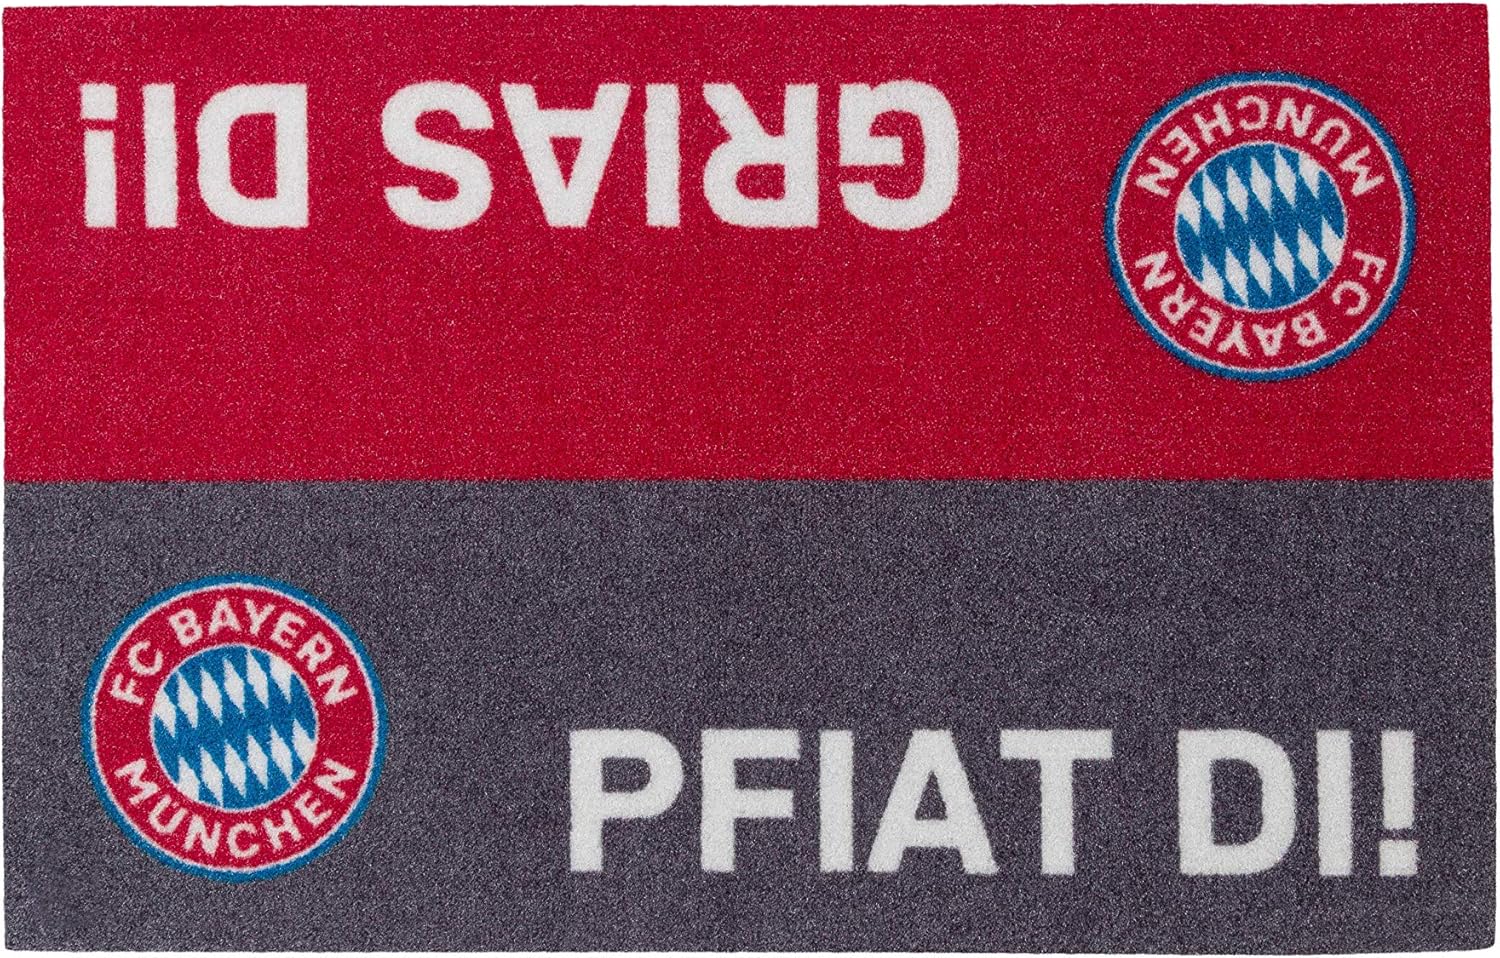 GRIAS DI!
FC BAYERN
MÜNCHEN
FC BAYERN
MÜNCHEN
PFIAT DI!